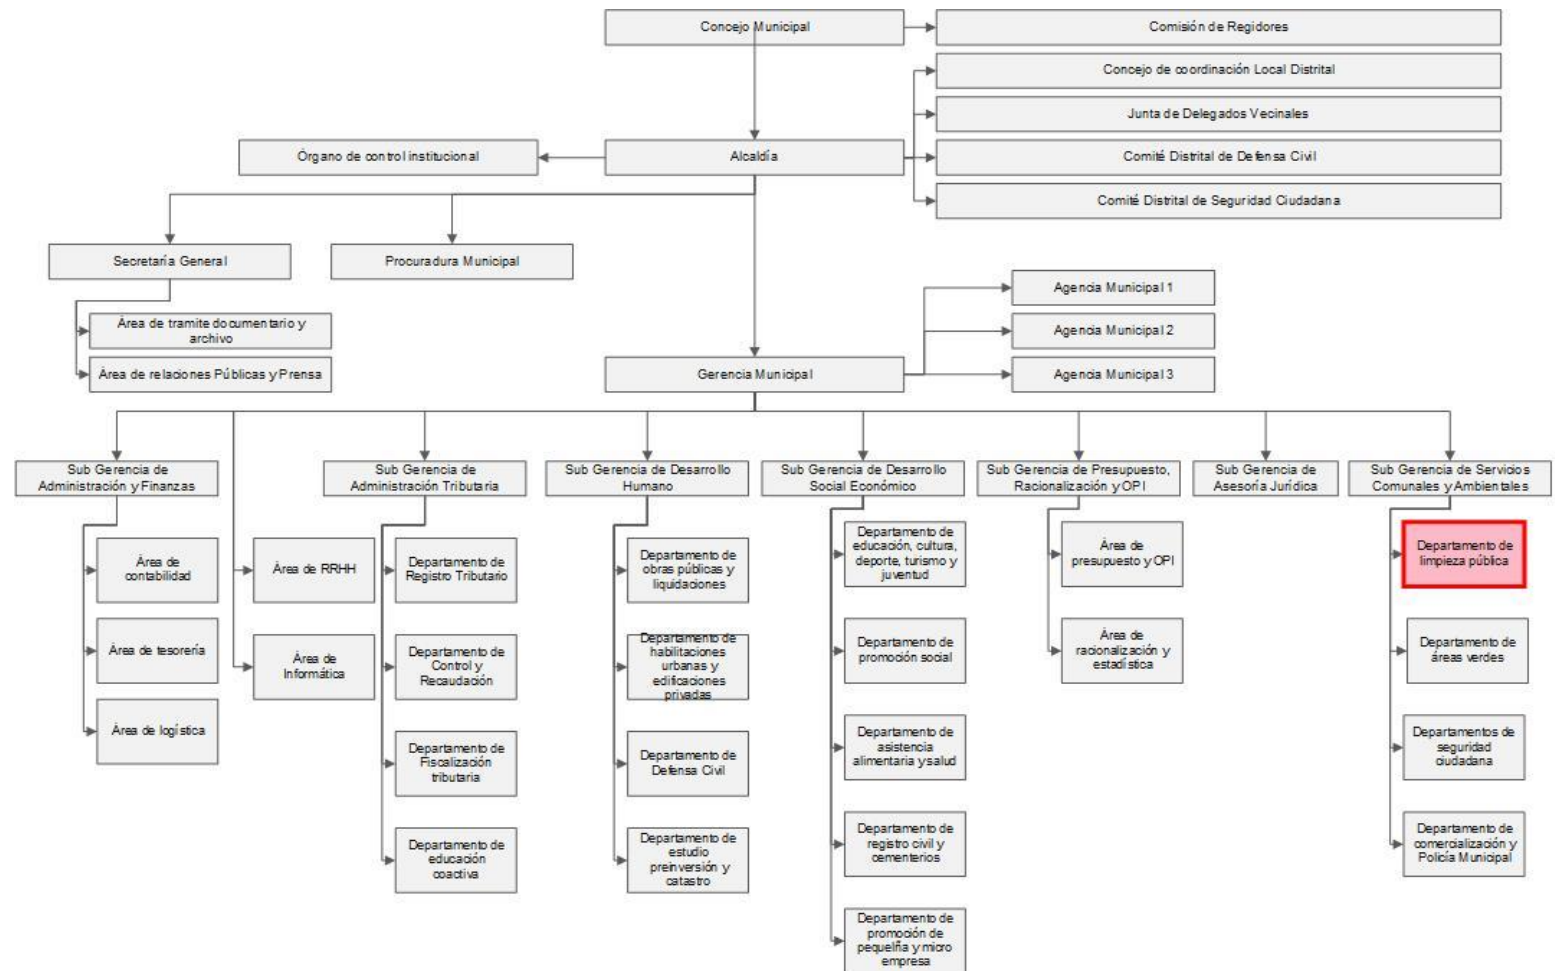 Concejo Municipal
Comisión de Regidores
Concejo de coordinación Local Distrital
Junta de Delegados Vecinales
Órgano de control institucional
Alcaldía
Comité Distrital de Defensa Civil
Comité Distrital de Seguridad Ciudadana
Secretaría General
Procuradura Municipal
Agencia Municipal 1
Área de tramite documentario y
archivo
Agencia Municipal 2
Área de relaciones Públicas y Prensa
Gerencia Municipal
Agencia Municipal 3
Sub Gerencia de
Administración y Finanzas
Sub Gerencia de
Administración Tributaria
Sub Gerencia de Desarrollo
Humano
Sub Gerencia de Desarrollo
Social Económico
Sub Gerencia de Presupuesto,
Racionalización y OPI
Sub Gerencia de
Asesoría Jurídica
Sub Gerencia de Servicios
Comunales y Ambientales
Área de
contabilidad
Área de RRHH
Departamento de
Registro Tributario
Departamento de
obras públicas y
liquidaciones
Departamento de
educación, cultura,
deporte, turismo y
juventud
Área de
presupuesto y OPI
Departamento de
limpieza pública
Área de tesorería
Área de
Informática
Departamento de
Control y
Recaudación
Departamento de
habilitaciones
urbanas y
edificaciones
privadas
Departamento de
promoción social
Área de
racionalización y
estadística
Departamento de
áreas verdes
Área de logística
Departamento de
Fiscalización
tributaria
Departamento de
Defensa Civil
Departamento de
asistencia
alimentaria y salud
Departamentos de
seguridad
ciudadana
Departamento de
educación
coactiva
Departamento de
estudio
preinversión y
catastro
Departamento de
registro civil y
cementerios
Departamento de
comercialización y
Policía Municipal
Departamento de
promoción de
pequelña y micro
empresa